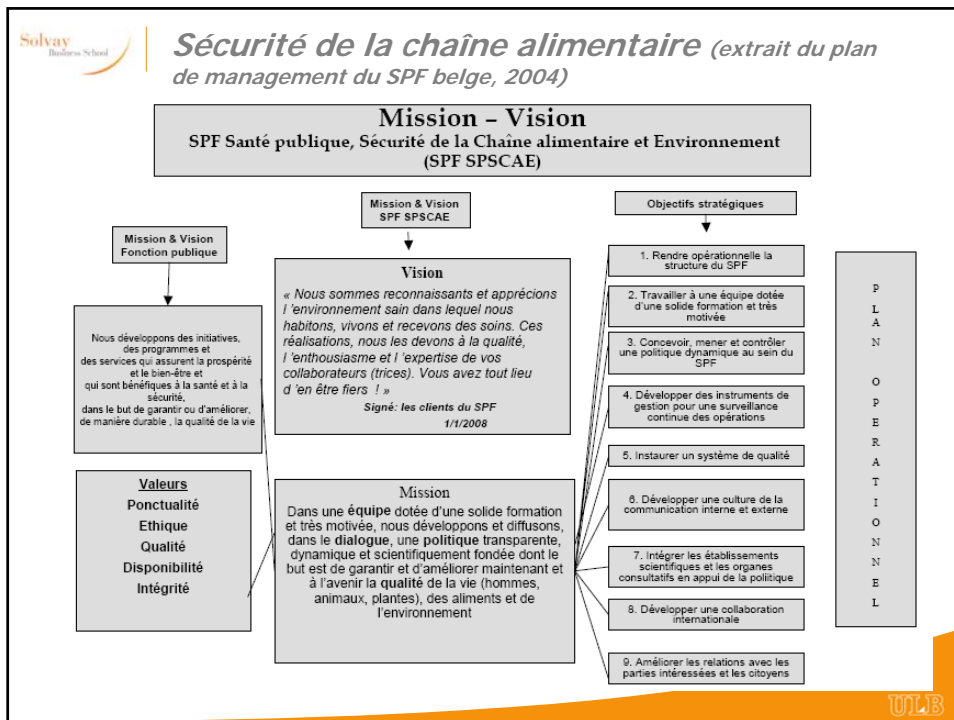 Solvay
Business School
Sécurité de la chaîne alimentaire (extrait du plan
de management du SPF belge, 2004)
Mission – Vision
SPF Santé publique, Sécurité de la Chaîne alimentaire et Environnement
(SPF SPSCAE)
Mission & Vision
Fonction publique
Nous développons des initiatives,
des programmes et
des services qui assurent la prospérité
et le bien-être et
qui sont bénéfiques à la santé et à la
sécurité,
dans le but de garantir ou d'améliorer,
de manière durable , la qualité de la vie
Valeurs
Ponctualité
Ethique
Qualité
Disponibilité
Intégrité
Mission & Vision
SPF SPSCAE
Vision
« Nous sommes reconnaissants et apprécions
l 'environnement sain dans lequel nous
habitons, vivons et recevons des soins. Ces
réalisations, nous les devons à la qualité,
l 'enthousiasme et l 'expertise de vos
collaborateurs (trices). Vous avez tout lieu
d 'en être fiers ! »
Signé: les clients du SPF
1/1/2008
Mission
Dans une équipe dotée d'une solide formation
et très motivée, nous développons et diffusons,
dans le dialogue, une politique transparente,
dynamique et scientifiquement fondée dont le
but est de garantir et d'améliorer maintenant et
à l'avenir la qualité de la vie (hommes,
animaux, plantes), des aliments et de
l'environnement
Objectifs stratégiques
1. Rendre opérationnelle la
structure du SPF
2. Travailler à une équipe dotée
d'une solide formation et très
motivée
3. Concevoir, mener et contrôler
une politique dynamique au sein du
SPF
4. Développer des instruments de
gestion pour une surveillance
continue des opérations
5. Instaurer un système de qualité
6. Développer une culture de la
communication interne et externe
7. Intégrer les établissements
scientifiques et les organes
consultatifs en appui de la poliitique
8. Développer une collaboration
internationale
9. Améliorer les relations avec les
parties intéressées et les citoyens
PLAN OPERATIONNEL
ULB